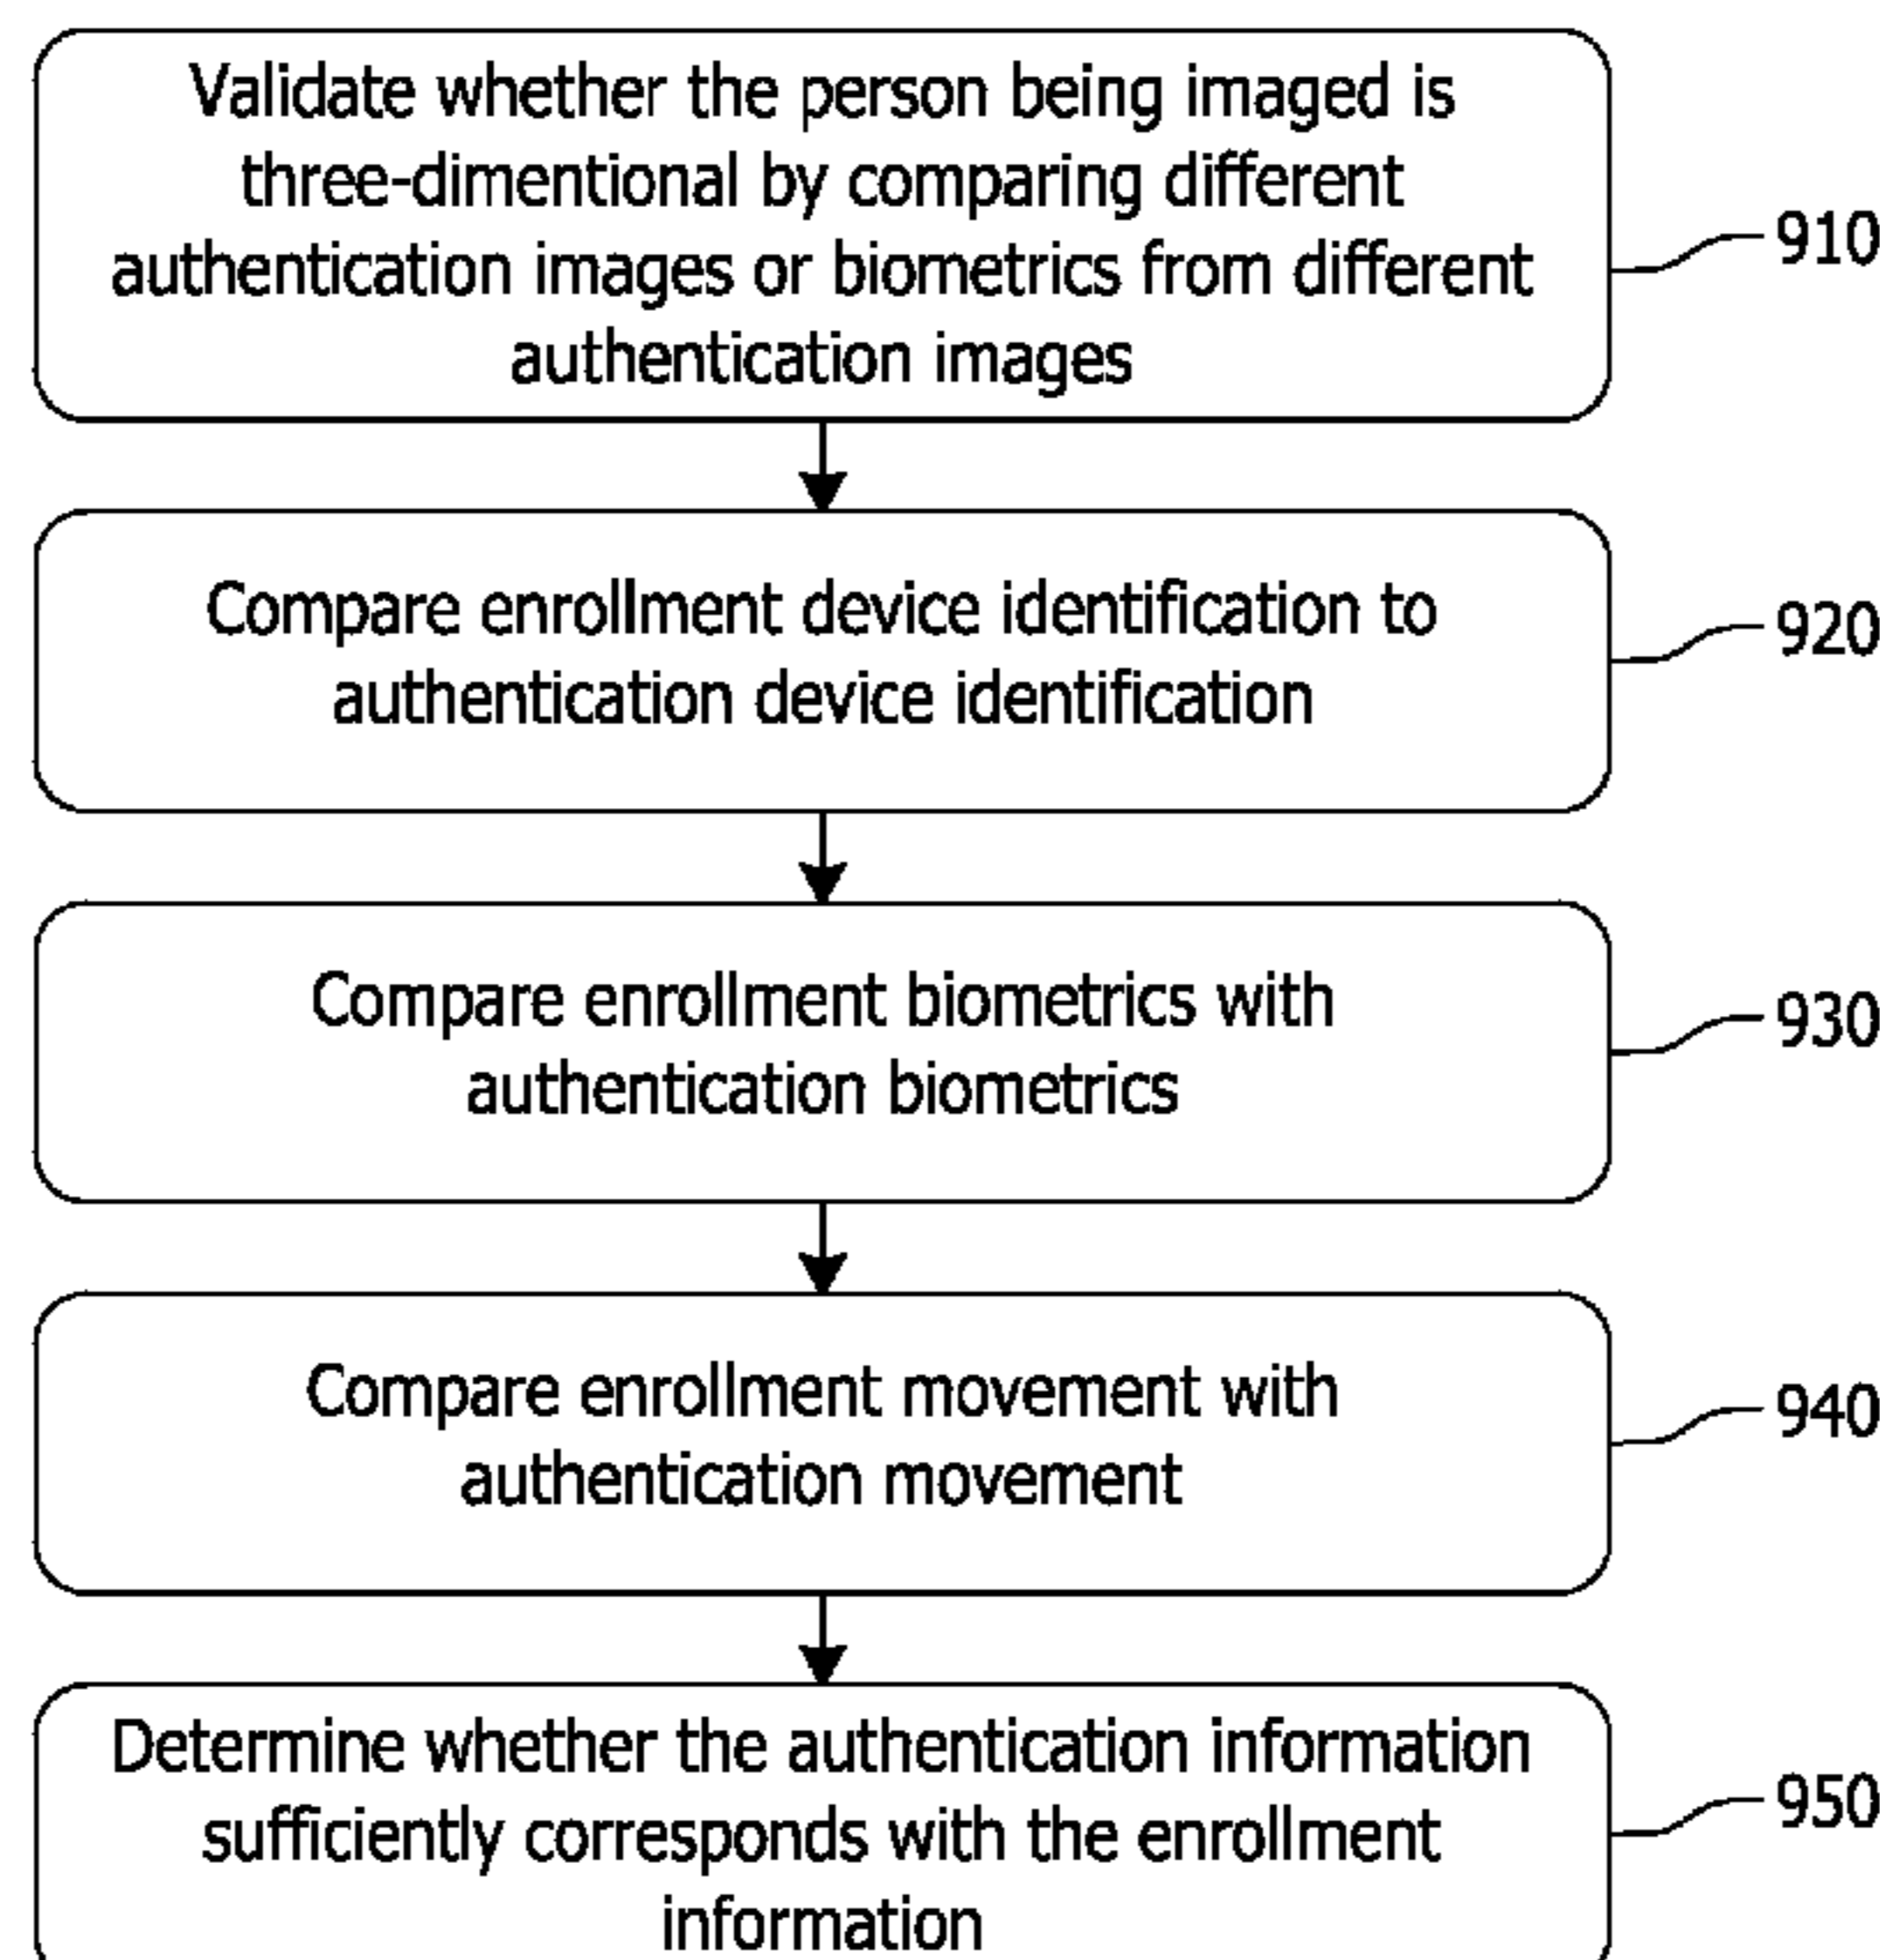 Validate whether the person being imaged is
three-dimentional by comparing different
authentication images or biometrics from different
authentication images
910
Compare enrollment device identification to
authentication device identification
920
Compare enrollment biometrics with
authentication biometrics
930
Compare enrollment movement with
authentication movement
940
Determine whether the authentication information
sufficiently corresponds with the enrollment
information
950